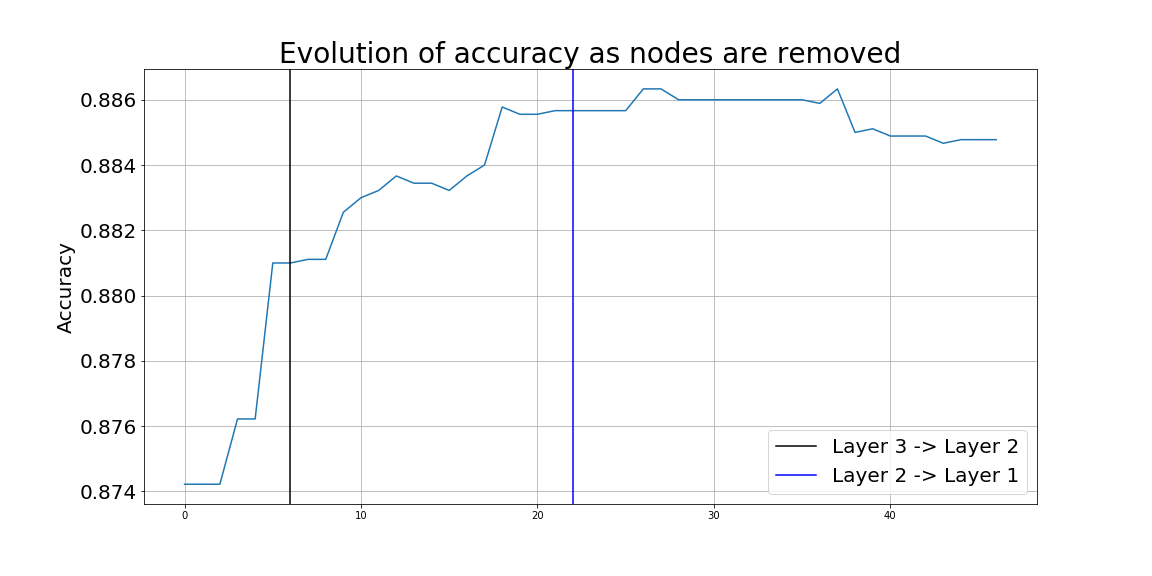 Evolution of accuracy as nodes are removed
Accuracy
0.886
0.884
0.882
0.880
0.878
0.876
0.874
0 10 20 30 40
Layer 3 -> Layer 2
Layer 2 -> Layer 1